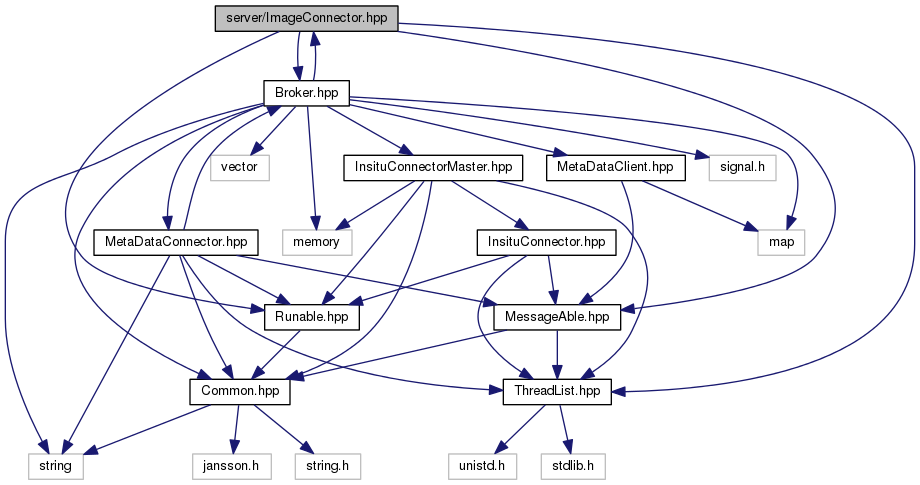 server/ImageConnector.hpp
Broker.hpp
vector
InsituConnectorMaster.hpp
MetaDataClient.hpp
signal.h
MetaDataConnector.hpp
memory
InsituConnector.hpp
map
Runable.hpp
MessageAble.hpp
Common.hpp
ThreadList.hpp
string
jansson.h
string.h
unistd.h
stdlib.h